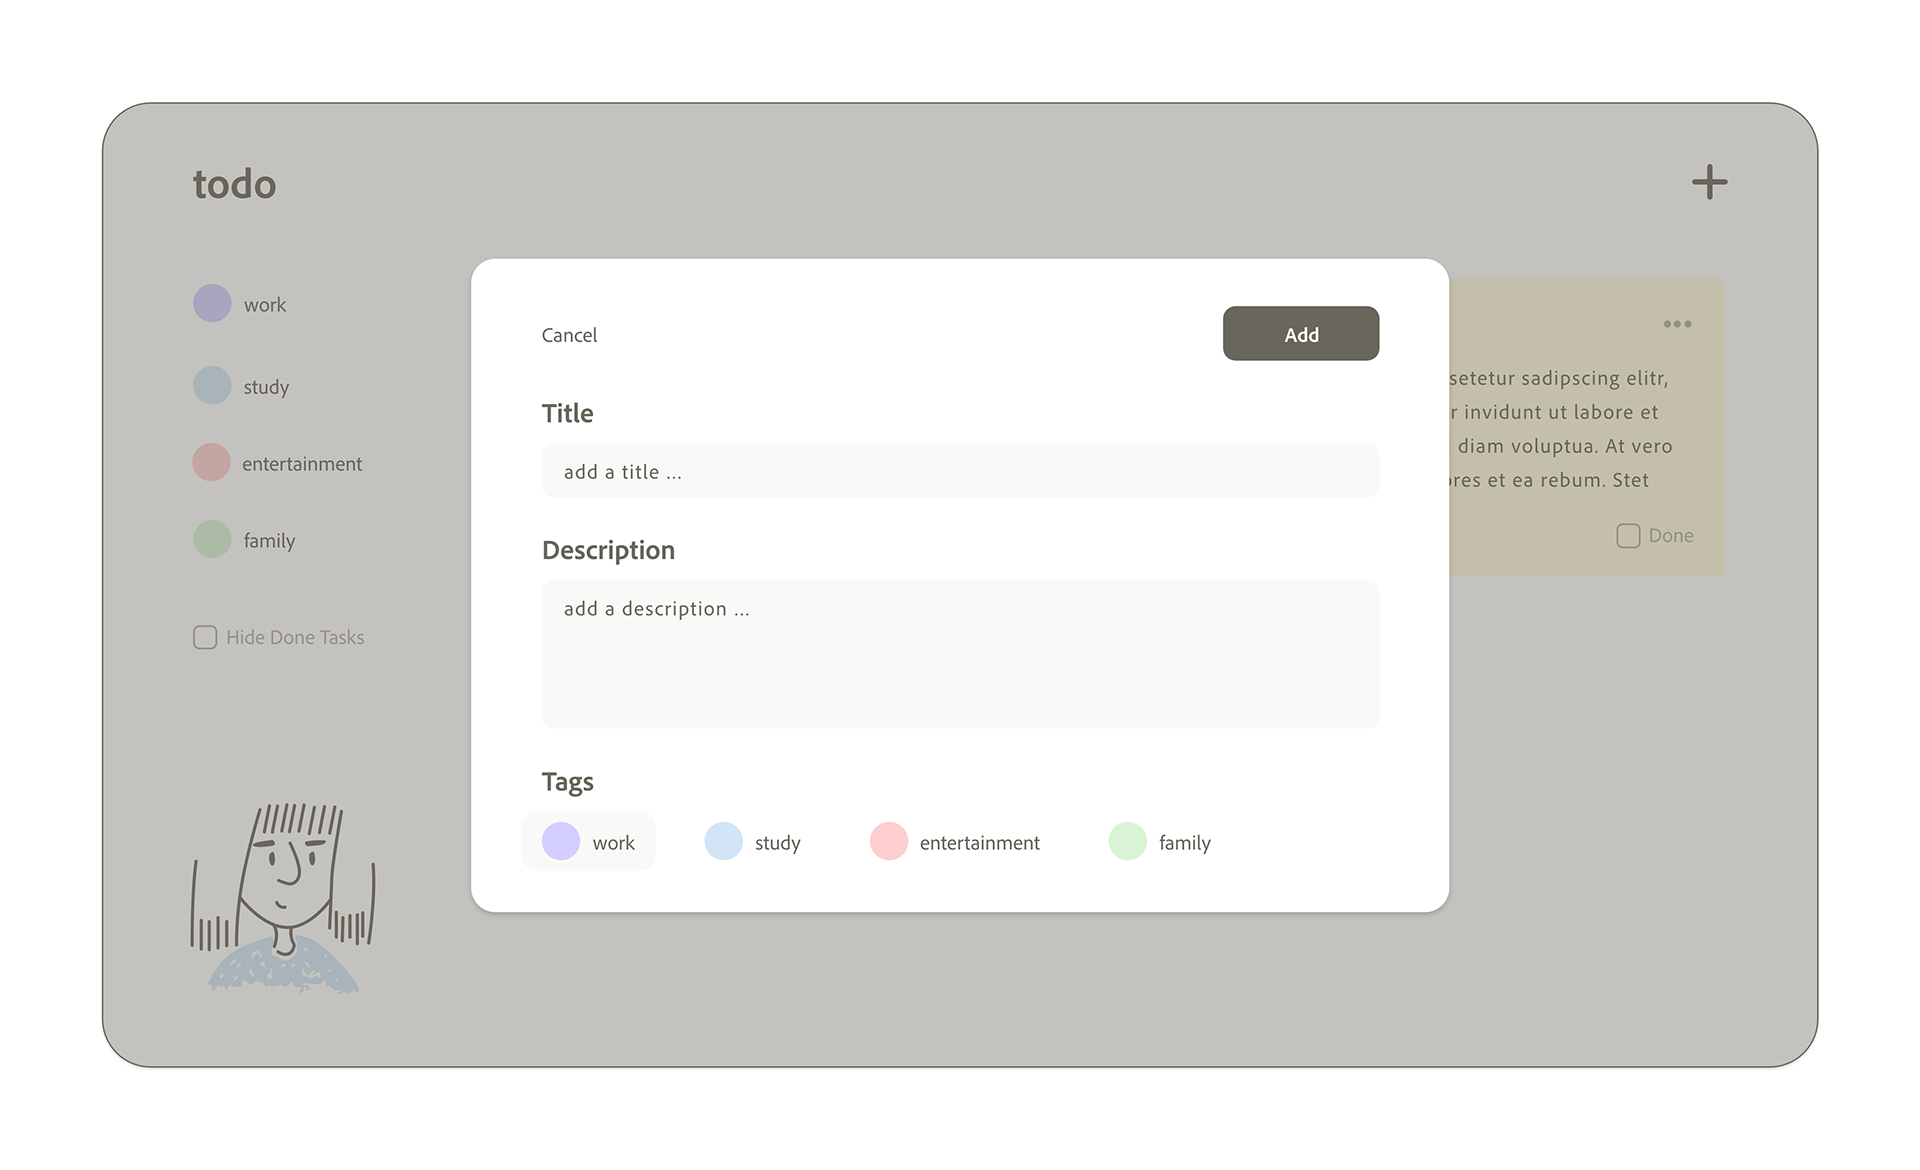 todo
work
study
entertainment
family
Hide Done Tasks
Cancel
Add
Title
add a title ...
Description
add a description ...
Tags
work
study
entertainment
family
setetur sadipscing elitr,
r invidunt ut labore et
diam voluptua. At vero
ores et ea rebum. Stet
Done